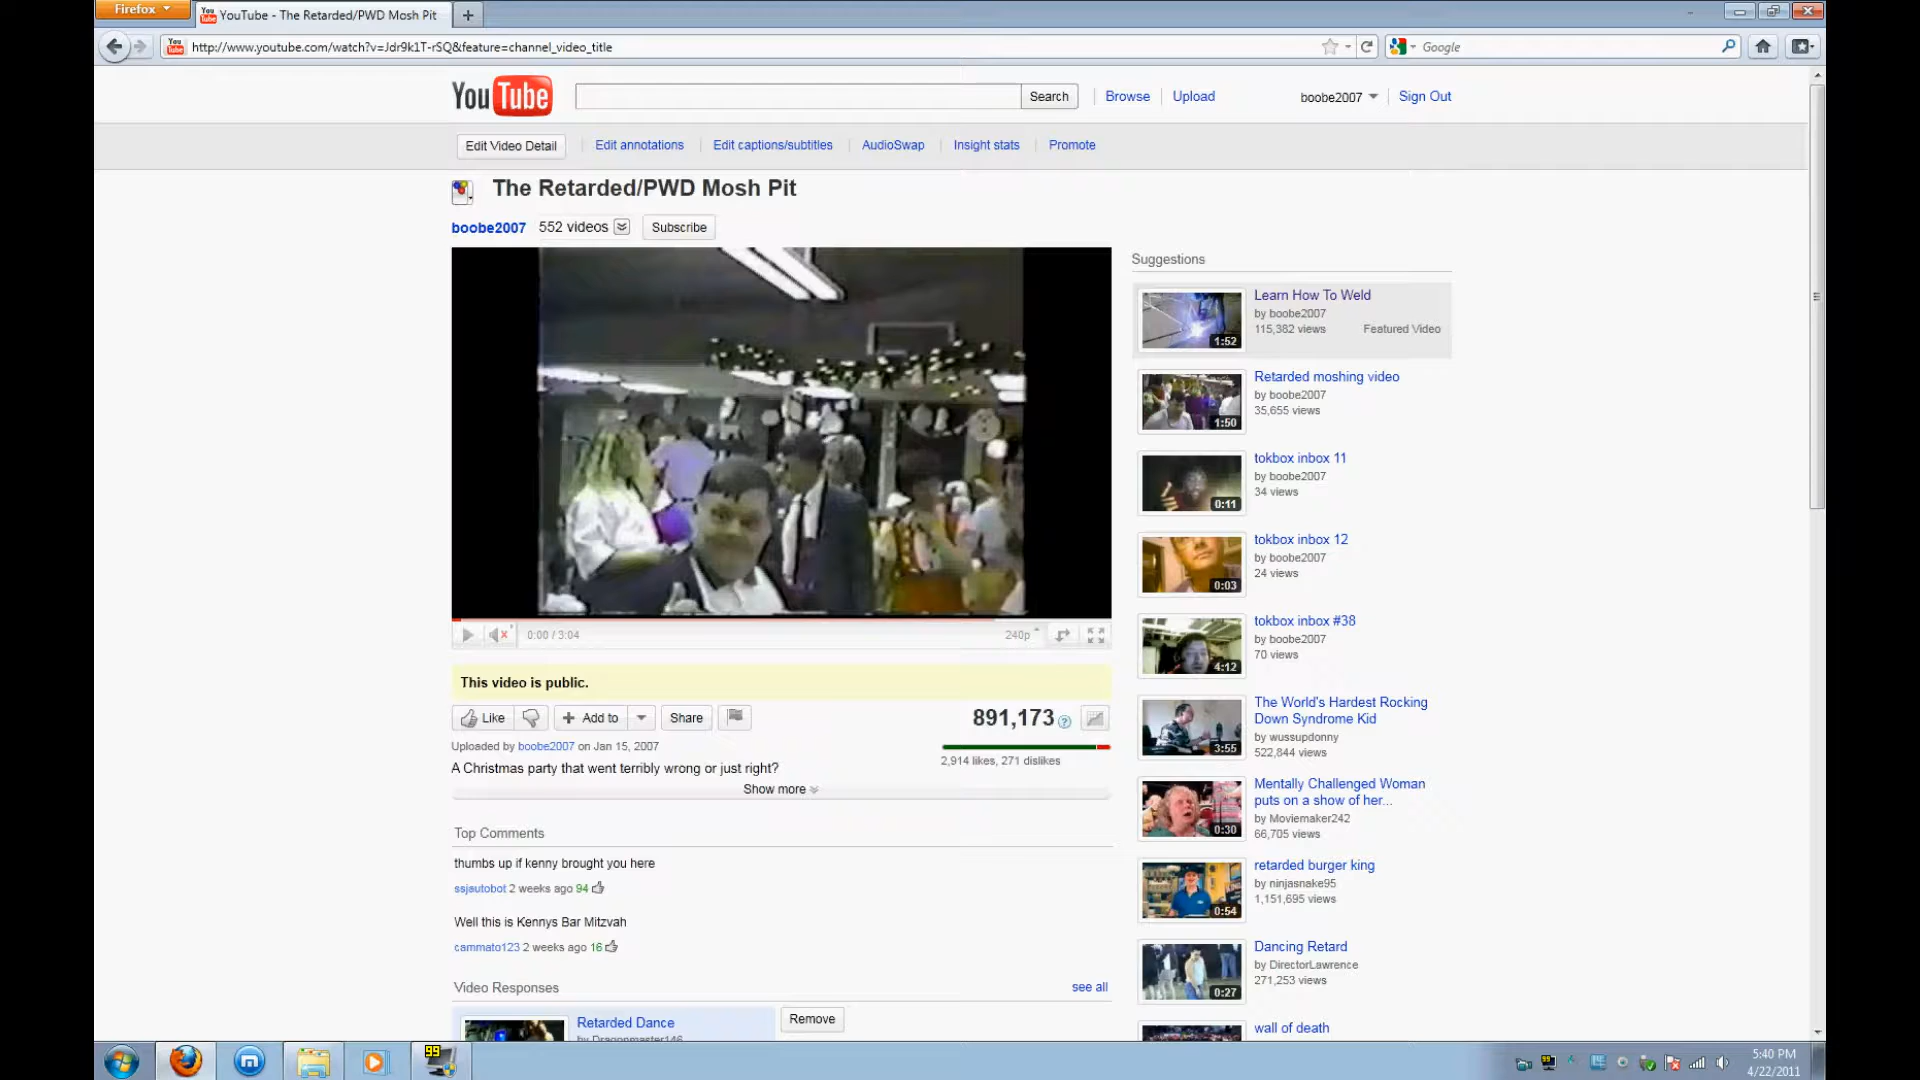 Firefox
YouTube - The Retarded/PWD Mosh Pit
http://www.youtube.com/watch?v=Jdr9k1T-rSQ&feature=channel_video_title
Google
YouTube
Search
Browse
Upload
boobe2007
Sign Out
Edit Video Detail
Edit annotations
Edit captions/subtitles
AudioSwap
Insight stats
Promote
The Retarded/PWD Mosh Pit
boobe2007 552 videos Subscribe
0:00 / 3:04
240p
This video is public.
Like
Add to
Share
891,173
Uploaded by boobe2007 on Jan 15, 2007
2,914 likes, 271 dislikes
A Christmas party that went terribly wrong or just right?
Show more
Top Comments
thumbs up if kenny brought you here
ssjautobot 2 weeks ago 94
Well this is Kennys Bar Mitzvah
cammato123 2 weeks ago 16
Video Responses
see all
Retarded Dance
by Dragonmaster146
Remove
Suggestions
Learn How To Weld
by boobe2007
115,382 views
Featured Video
1:52
Retarded moshing video
by boobe2007
35,655 views
1:50
tokbox inbox 11
by boobe2007
34 views
0:11
tokbox inbox 12
by boobe2007
24 views
0:03
tokbox inbox #38
by boobe2007
70 views
4:12
The World's Hardest Rocking
Down Syndrome Kid
by wussupdonny
522,844 views
3:55
Mentally Challenged Woman
puts on a show of her...
by Moviemaker242
66,705 views
0:30
retarded burger king
by ninjasnake95
1,151,695 views
0:54
Dancing Retard
by DirectorLawrence
271,253 views
0:27
wall of death
99
5:40 PM
4/22/2011